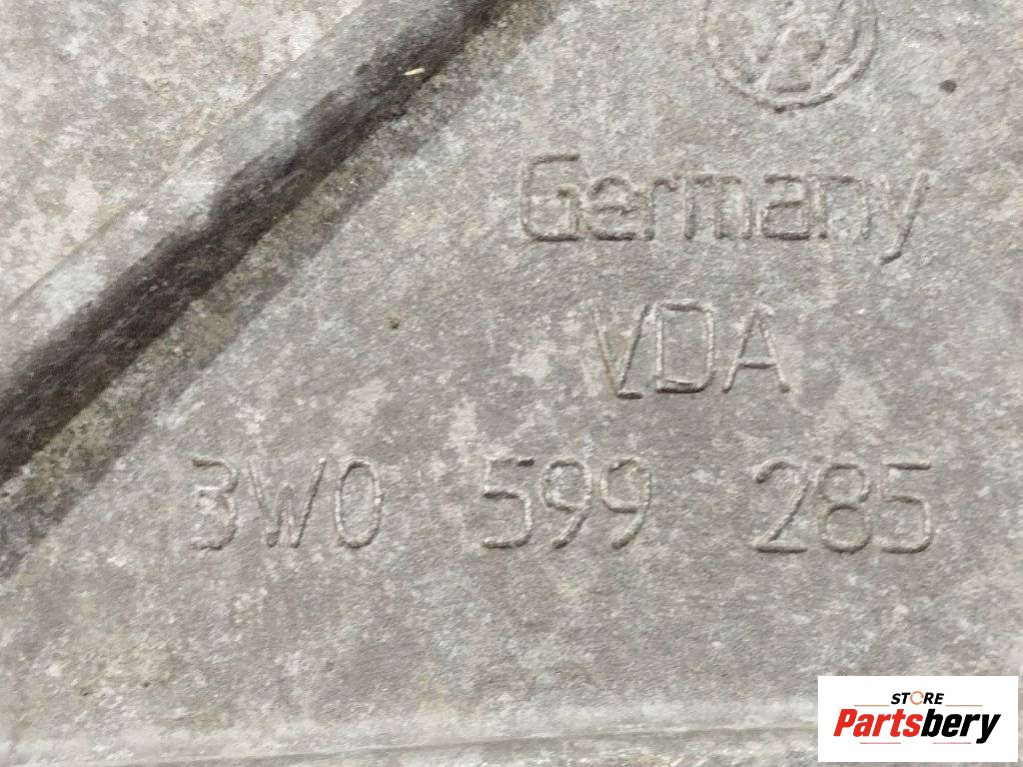 Germany
VDA
3W0 599 285
STORE
Partsbery